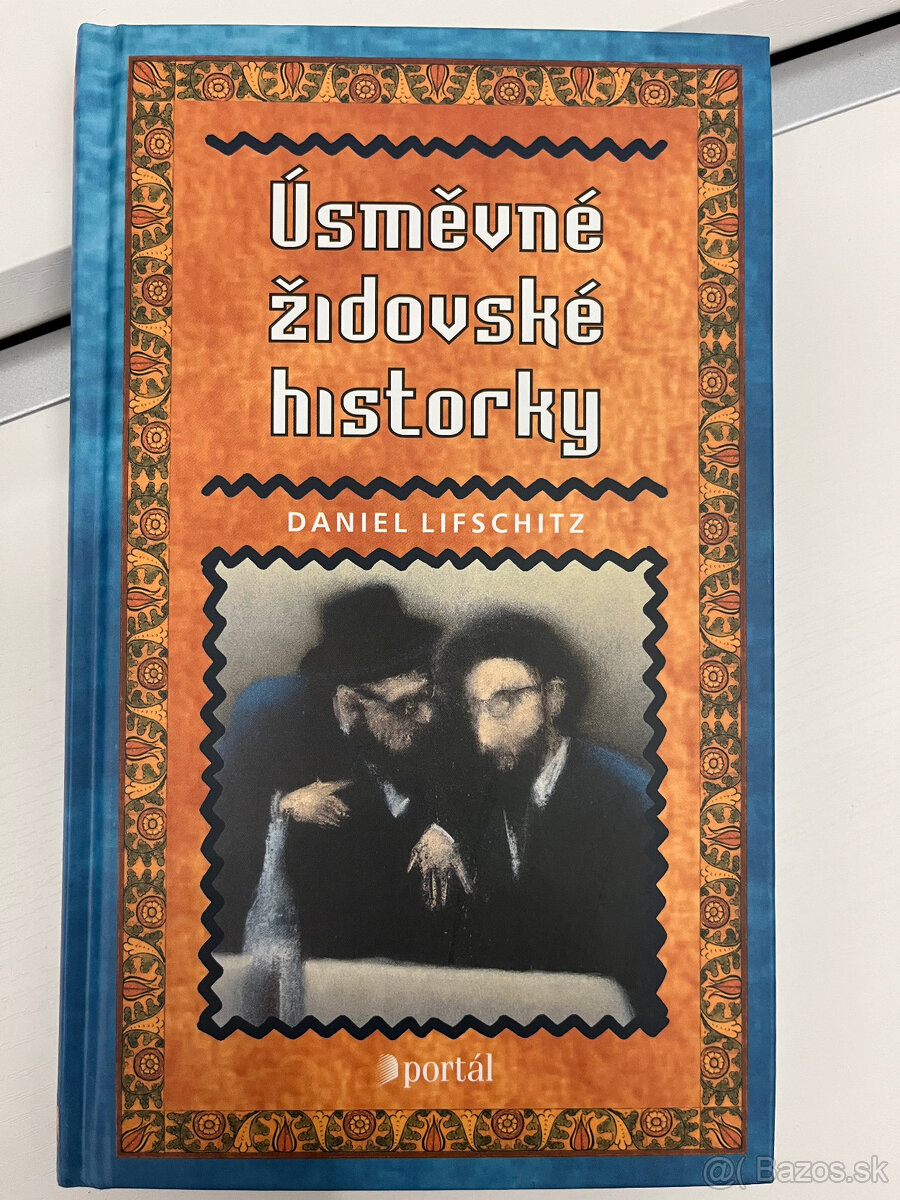 Úsměvné
židovské
historky
DANIEL LIFSCHITZ
portál
@( Bazos.sk